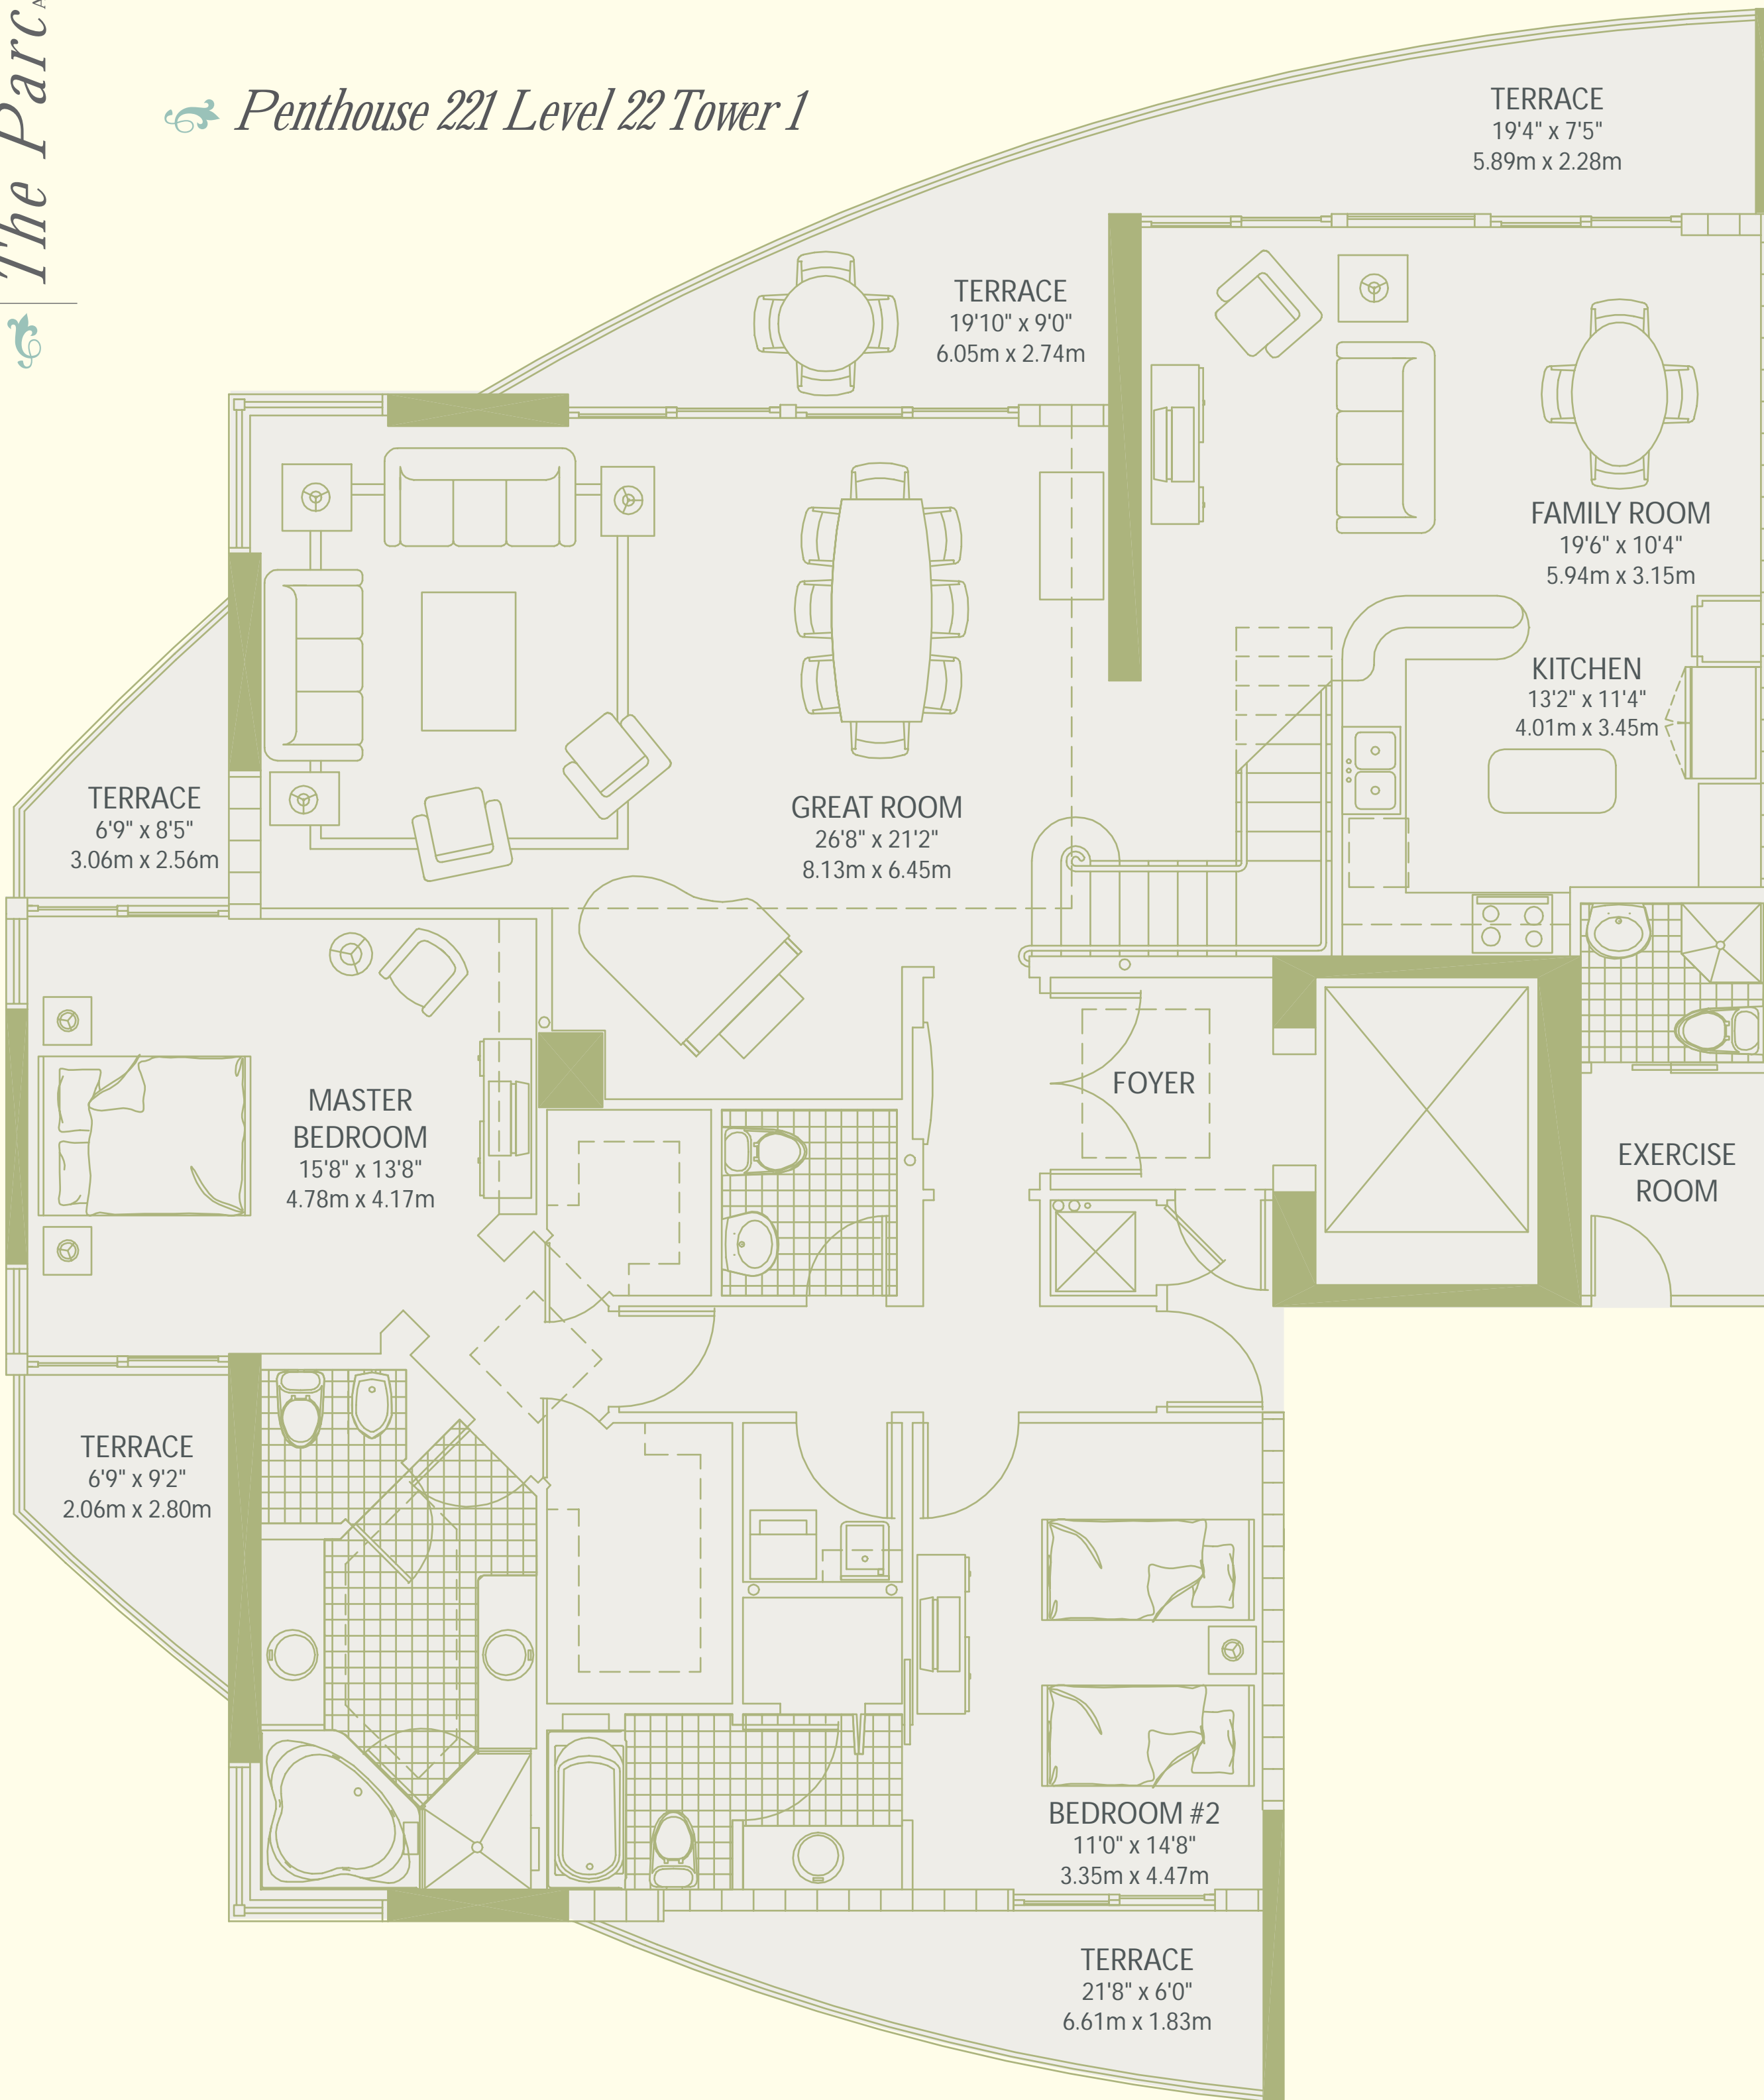 The Parc
Penthouse 221 Level 22 Tower 1
TERRACE
19'4" x 7'5"
5.89m x 2.28m
TERRACE
19'10" x 9'0"
6.05m x 2.74m
FAMILY ROOM
19'6" x 10'4"
5.94m x 3.15m
KITCHEN
13'2" x 11'4"
4.01m x 3.45m
TERRACE
6'9" x 8'5"
3.06m x 2.56m
GREAT ROOM
26'8" x 21'2"
8.13m x 6.45m
FOYER
MASTER
BEDROOM
15'8" x 13'8"
4.78m x 4.17m
EXERCISE
ROOM
TERRACE
6'9" x 9'2"
2.06m x 2.80m
BEDROOM #2
11'0" x 14'8"
3.35m x 4.47m
TERRACE
21'8" x 6'0"
6.61m x 1.83m